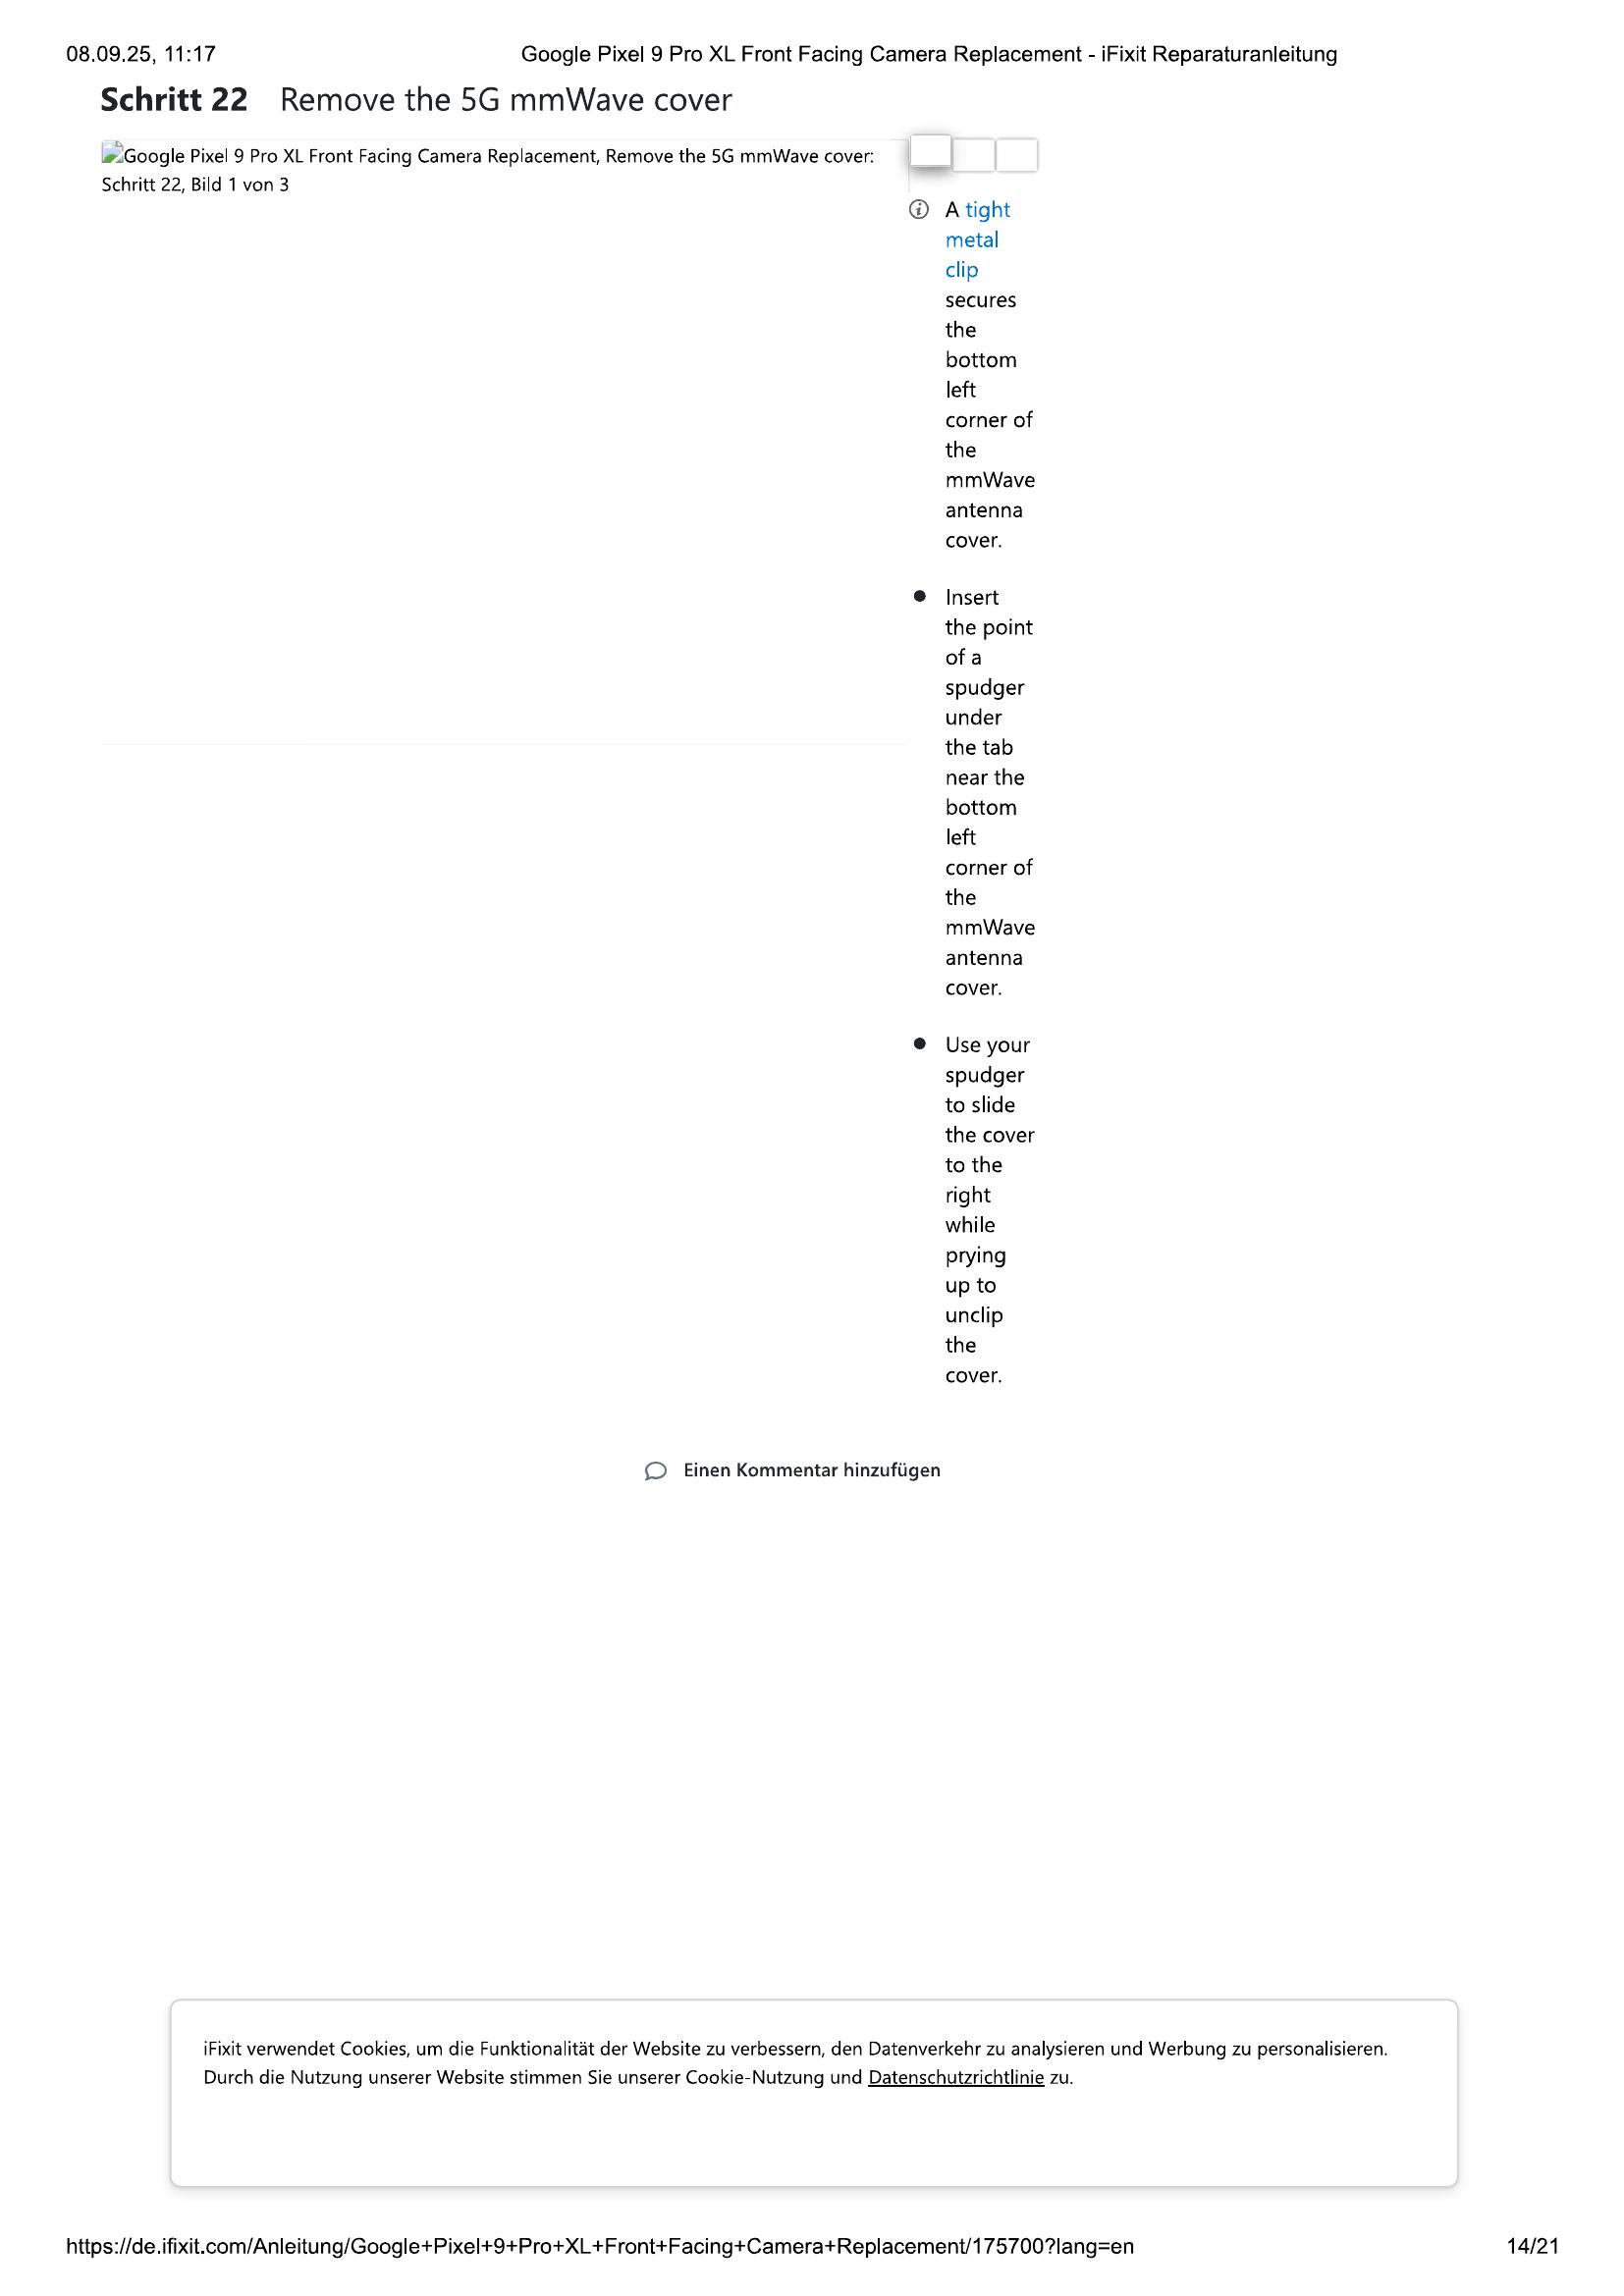 08.09.25, 11:17
Google Pixel 9 Pro XL Front Facing Camera Replacement - iFixit Reparaturanleitung
Schritt 22 Remove the 5G mmWave cover
Google Pixel 9 Pro XL Front Facing Camera Replacement, Remove the 5G mmWave cover:
Schritt 22, Bild 1 von 3
A tight
metal
clip
secures
the
bottom
left
corner of
the
mmWave
antenna
cover.
Insert
the point
of a
spudger
under
the tab
near the
bottom
left
corner of
the
mmWave
antenna
cover.
Use your
spudger
to slide
the cover
to the
right
while
prying
up to
unclip
the
cover.
Einen Kommentar hinzufügen
iFixit verwendet Cookies, um die Funktionalität der Website zu verbessern, den Datenverkehr zu analysieren und Werbung zu personalisieren.
Durch die Nutzung unserer Website stimmen Sie unserer Cookie-Nutzung und Datenschutzrichtlinie zu.
https://de.ifixit.com/Anleitung/Google+Pixel+9+Pro+XL+Front+Facing+Camera+Replacement/175700?lang=en
14/21